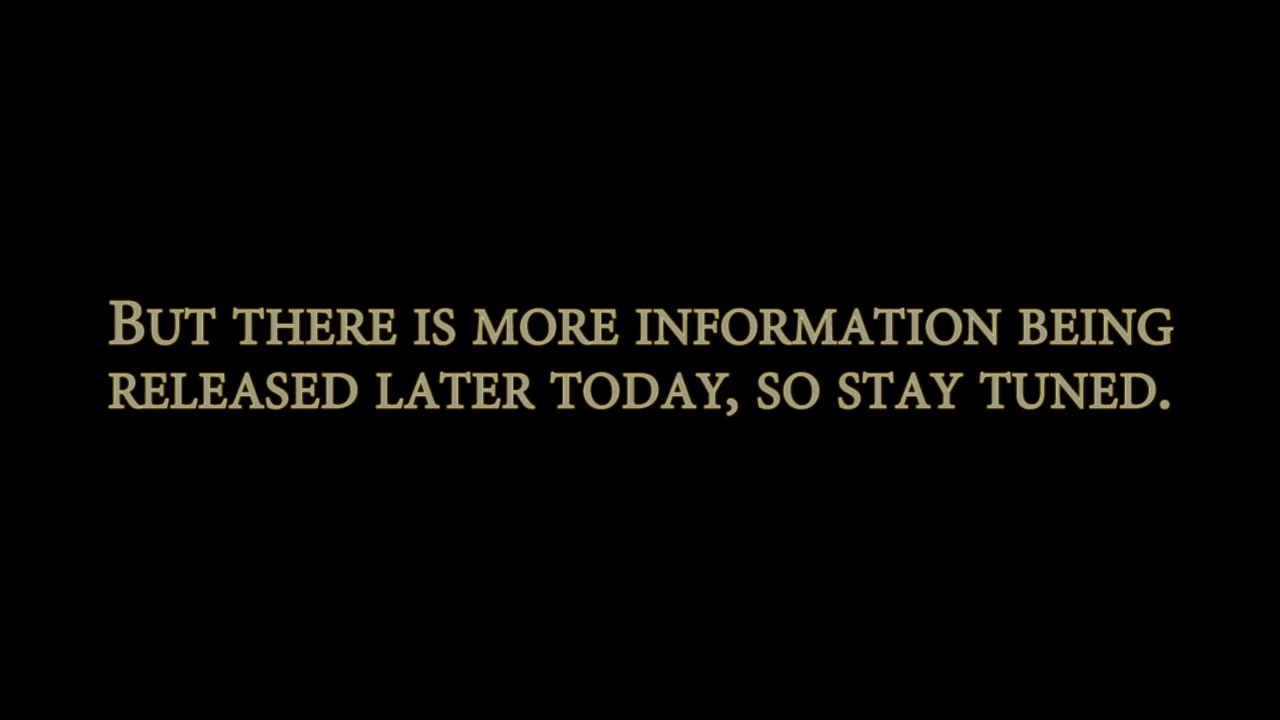 But there is more information being
released later today, so stay tuned.